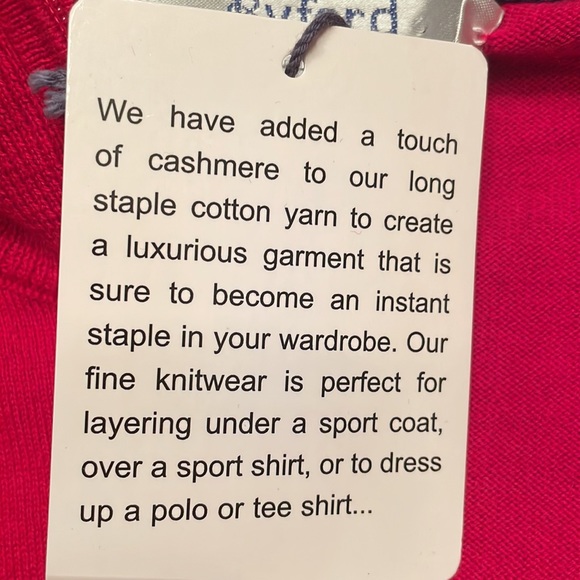 We have added a touch
of cashmere to our long
staple cotton yarn to create
a luxurious garment that is
sure to become an instant
staple in your wardrobe. Our
fine knitwear is perfect for
layering under a sport coat,
over a sport shirt, or to dress
up a polo or tee shirt...